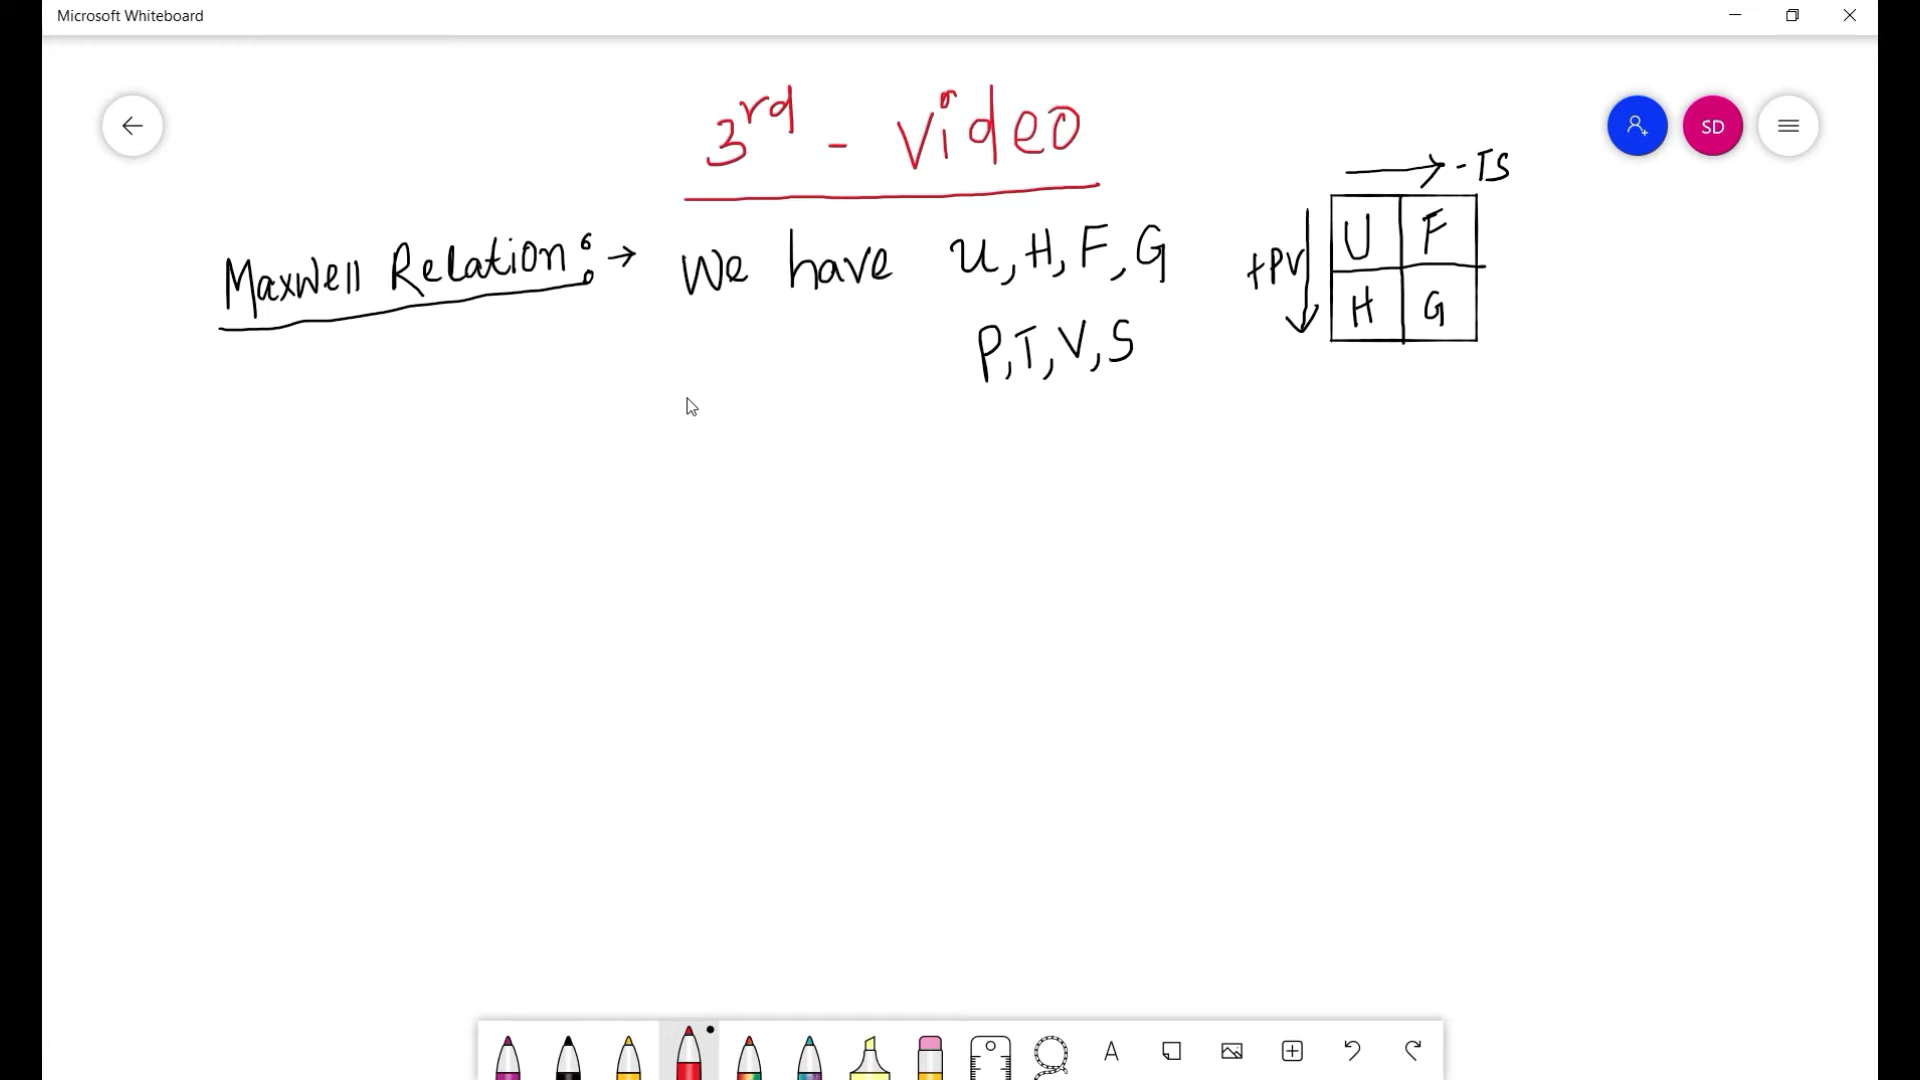 Microsoft Whiteboard
3rd - Video
SD
→ - TS
Maxwell Relation: → We have U, H, F, G
+PV
U F
H G
P, T, V, S
A